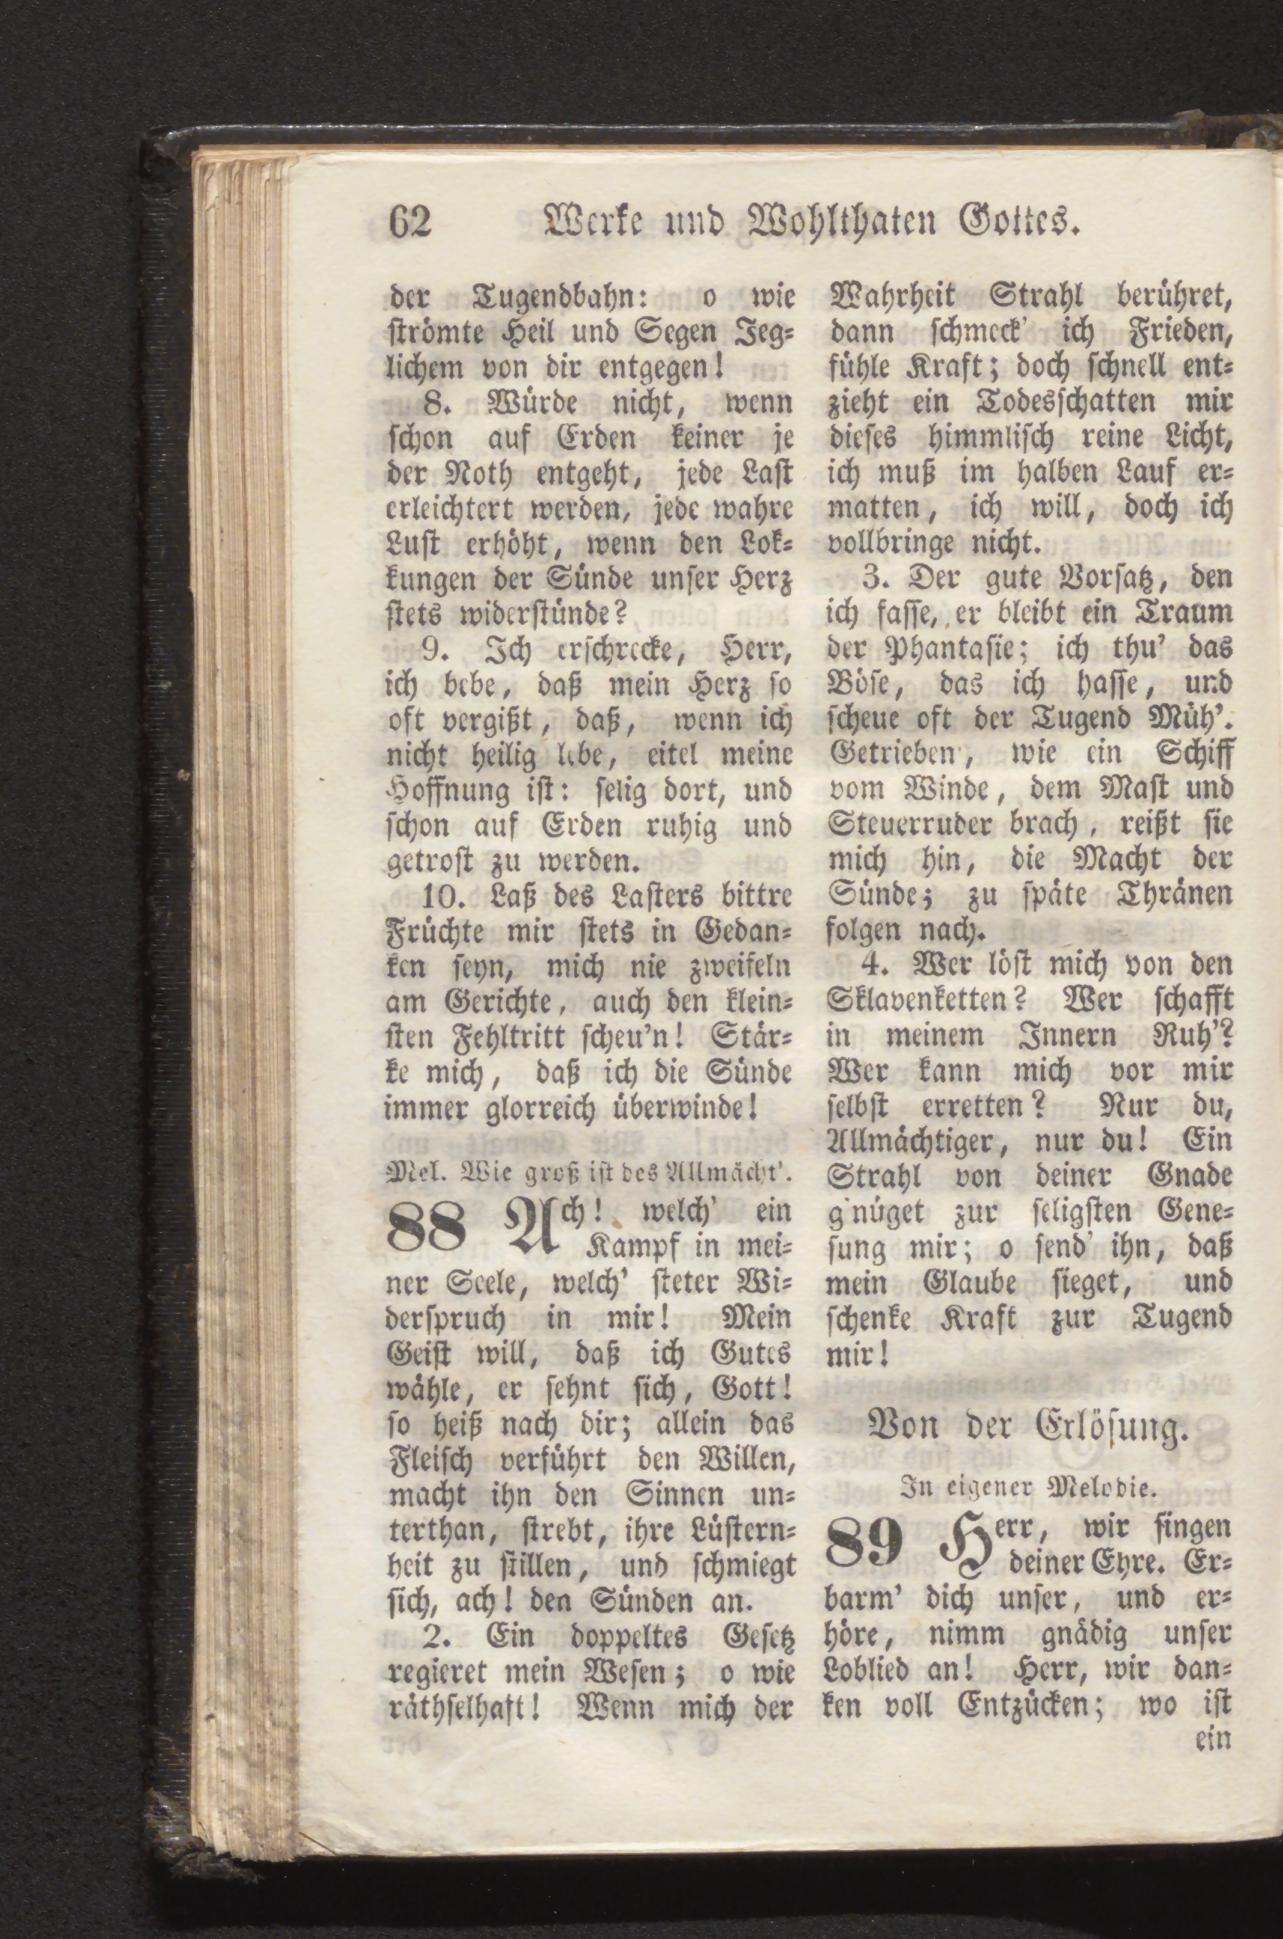 62 Werke und Wohlthaten Gottes.
der Tugendbahn: o wie
strömte Heil und Segen Jeg-
lichem von dir entgegen!
8. Würde nicht, wenn
schon auf Erden keiner je
der Noth entgeht, jede Last
erleichtert werden, jede wahre
Lust erhöht, wenn den Lok-
kungen der Sünde unser Herz
stets widerstünde?
9. Ich erschrecke, Herr,
ich bebe, daß mein Herz so
oft vergißt, daß, wenn ich
nicht heilig lebe, eitel meine
Hoffnung ist: selig dort, und
schon auf Erden ruhig und
getrost zu werden.
10. Laß des Lasters bittre
Früchte mir stets in Gedan-
ken seyn, mich nie zweifeln
am Gerichte, auch den klein-
sten Fehltritt scheu'n! Stär-
ke mich, daß ich die Sünde
immer glorreich überwinde!
Mel. Wie groß ist des Allmächt'.
88 Ach! welch' ein
Kampf in mei-
ner Seele, welch' steter Wi-
derspruch in mir! Mein
Geist will, daß ich Gutes
wähle, er sehnt sich, Gott!
so heiß nach dir; allein das
Fleisch verführt den Willen,
macht ihn den Sinnen un-
terthan, strebt, ihre Lüstern-
heit zu stillen, und schmiegt
sich, ach! den Sünden an.
2. Ein doppeltes Gesetz
regieret mein Wesen; o wie
räthselhaft! Wenn mich der
Wahrheit Strahl berühret,
dann schmeck' ich Frieden,
fühle Kraft; doch schnell ent-
zieht ein Todesschatten mir
dieses himmlisch reine Licht,
ich muß im halben Lauf er-
matten, ich will, doch ich
vollbringe nicht.
3. Der gute Vorsatz, den
ich fasse, er bleibt ein Traum
der Phantasie; ich thu' das
Böse, das ich hasse, und
scheue oft der Tugend Müh'.
Getrieben, wie ein Schiff
vom Winde, dem Mast und
Steuerruder brach, reißt sie
mich hin, die Macht der
Sünde; zu späte Thränen
folgen nach.
4. Wer löst mich von den
Sklavenketten? Wer schafft
in meinem Innern Ruh'?
Wer kann mich vor mir
selbst erretten? Nur du,
Allmächtiger, nur du! Ein
Strahl von deiner Gnade
g'nüget zur seligsten Gene-
sung mir; o send' ihn, daß
mein Glaube sieget, und
schenke Kraft zur Tugend
mir!
Von der Erlösung.
In eigener Melodie.
89 Herr, wir singen
deiner Ehre. Er-
barm' dich unser, und er-
höre, nimm gnädig unser
Loblied an! Herr, wir dan-
ken voll Entzücken; wo ist
ein